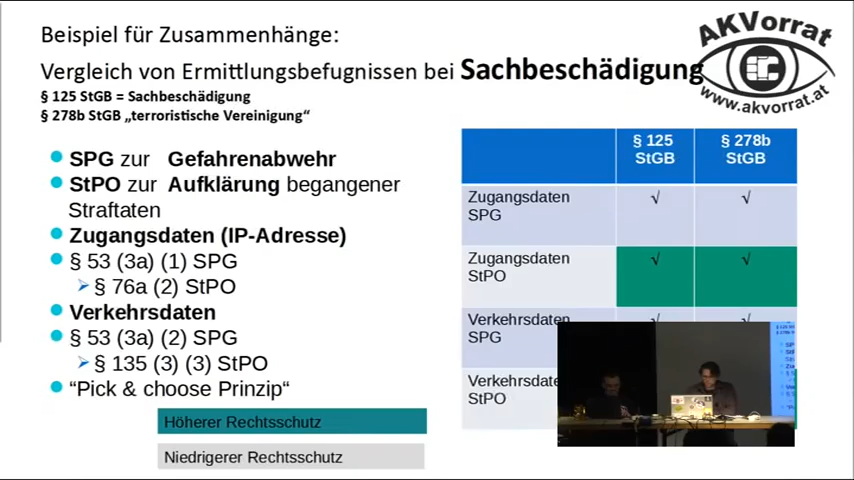 Beispiel für Zusammenhänge:
Vergleich von Ermittlungsbefugnissen bei Sachbeschädigung
§ 125 StGB = Sachbeschädigung
§ 278b StGB „terroristische Vereinigung“
AKVorrat
www.akvorrat.at
SPG zur Gefahrenabwehr
StPO zur Aufklärung begangener
Straftaten
Zugangsdaten (IP-Adresse)
§ 53 (3a) (1) SPG
§ 76a (2) StPO
Verkehrsdaten
§ 53 (3a) (2) SPG
§ 135 (3) (3) StPO
“Pick & choose Prinzip“
Höherer Rechtsschutz
Niedrigerer Rechtsschutz
§ 125 § 278b
StGB StGB
Zugangsdaten √ √
SPG
Zugangsdaten √ √
StPO
Verkehrsdaten √ √
SPG
Verkehrsdate
StPO